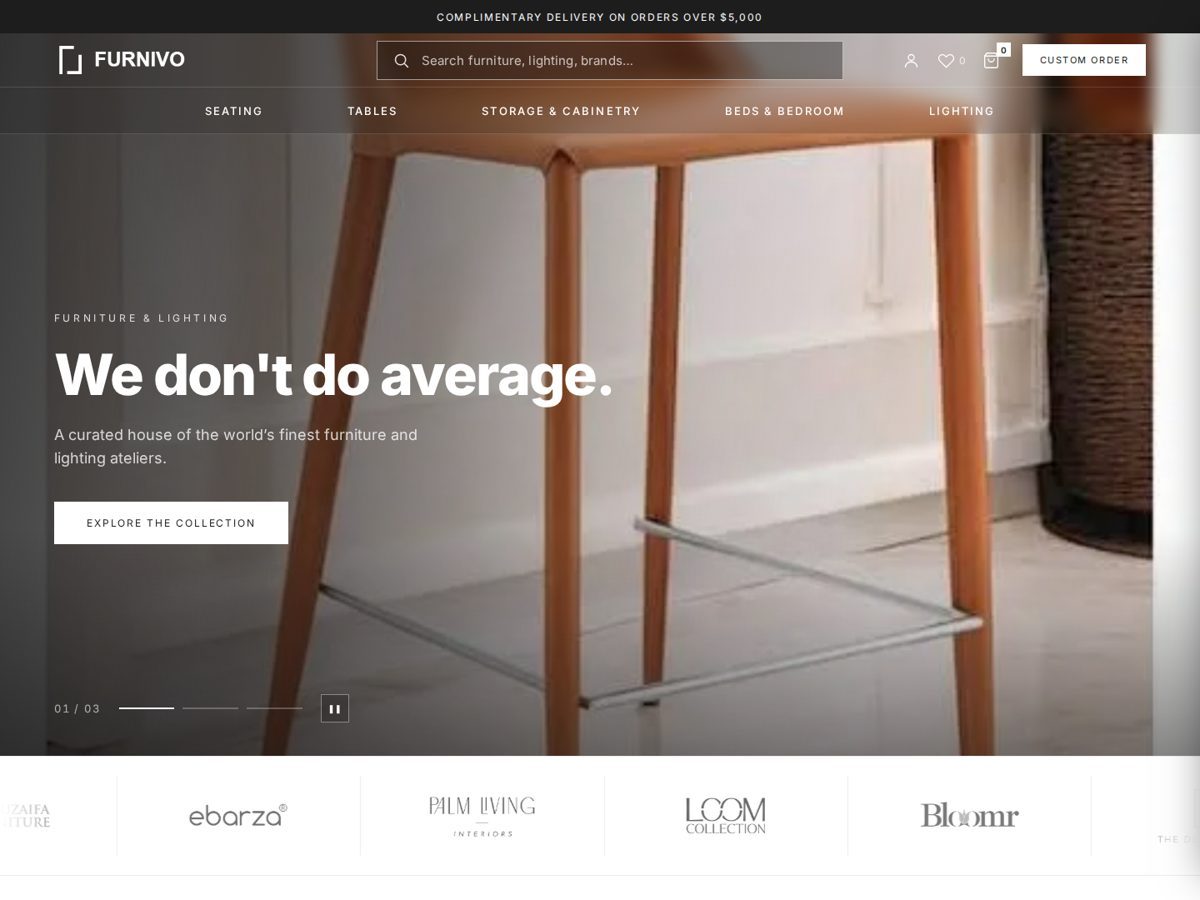 COMPLIMENTARY DELIVERY ON ORDERS OVER $5,000
FURNIVO
Search furniture, lighting, brands...
0
0
CUSTOM ORDER
SEATING
TABLES
STORAGE & CABINETRY
BEDS & BEDROOM
LIGHTING
FURNITURE & LIGHTING
We don't do average.
A curated house of the world's finest furniture and
lighting ateliers.
EXPLORE THE COLLECTION
01 / 03
ebarza®
PALM LIVING
INTERIORS
LOOM
COLLECTION
Bloomr
THE